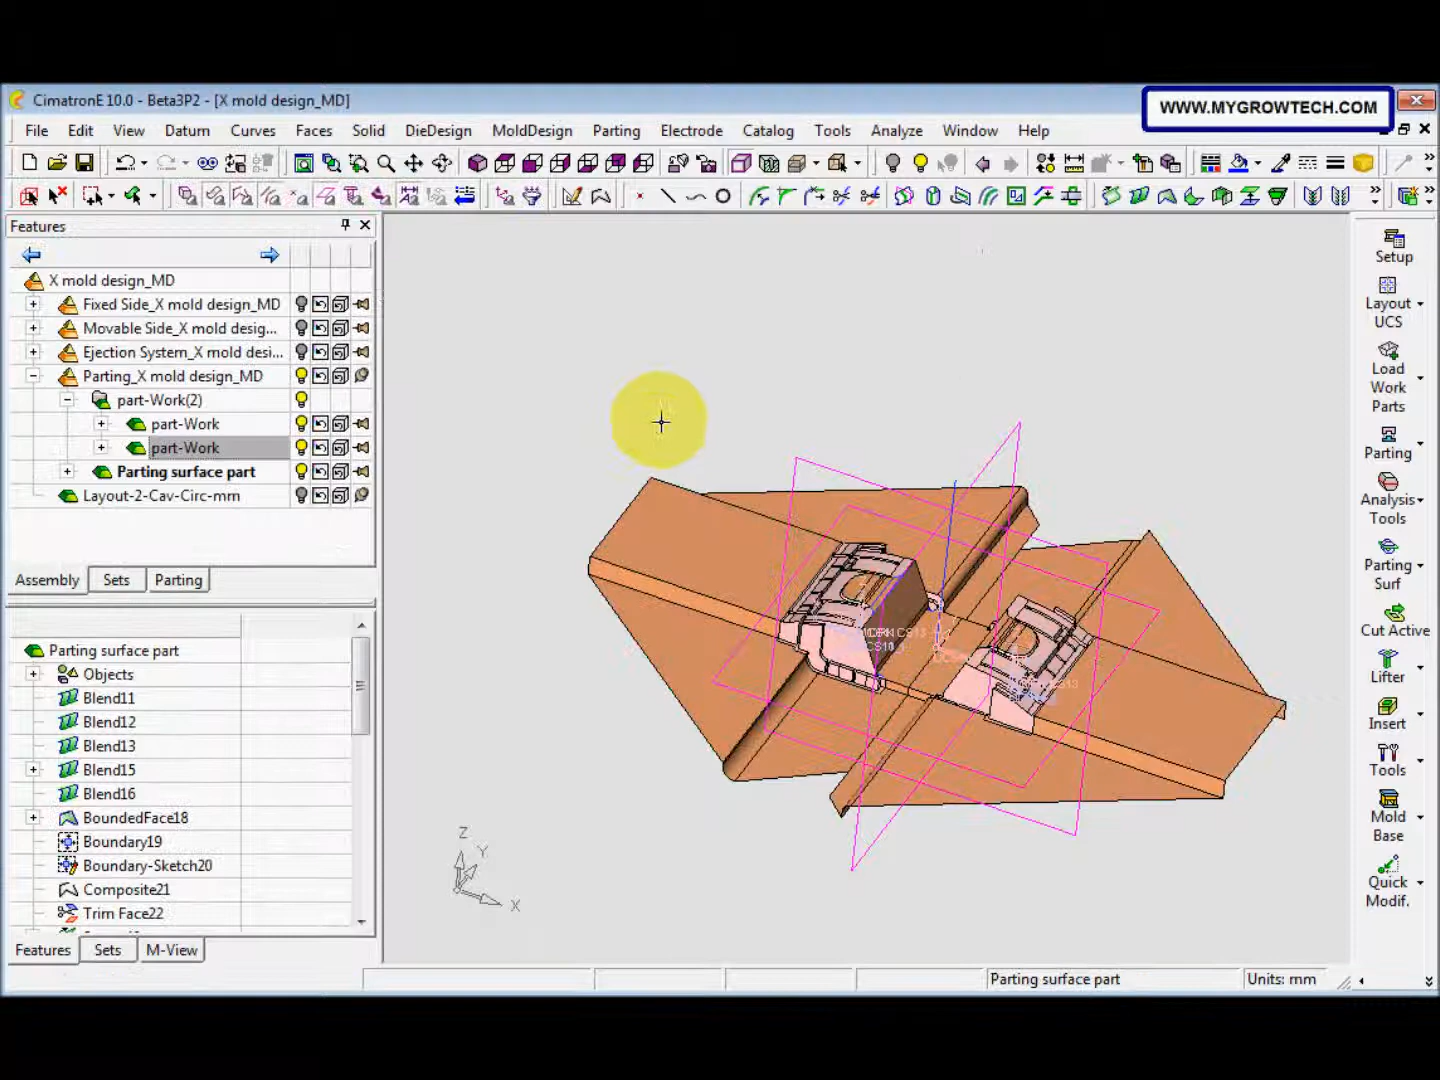 CimatronE 10.0 - Beta3P2 - [X mold design_MD]
WWW.MYGROWTECH.COM
File Edit View Datum Curves Faces Solid DieDesign MoldDesign Parting Electrode Catalog Tools Analyze Window Help
Features
X mold design_MD
Fixed Side_X mold design_MD
Movable Side_X mold desig...
Ejection System_X mold desi...
Parting_X mold design_MD
part-Work(2)
part-Work
part-Work
Parting surface part
Layout-2-Cav-Circ-mm
Assembly Sets Parting
Parting surface part
Objects
Blend11
Blend12
Blend13
Blend15
Blend16
BoundedFace18
Boundary19
Boundary-Sketch20
Composite21
Trim Face22
Features Sets M-View
Z
Y
X
Setup
Layout
UCS
Load
Work
Parts
Parting
Analysis
Tools
Parting
Surf
Cut Active
Lifter
Insert
Tools
Mold
Base
Quick
Modif.
Parting surface part
Units: mm